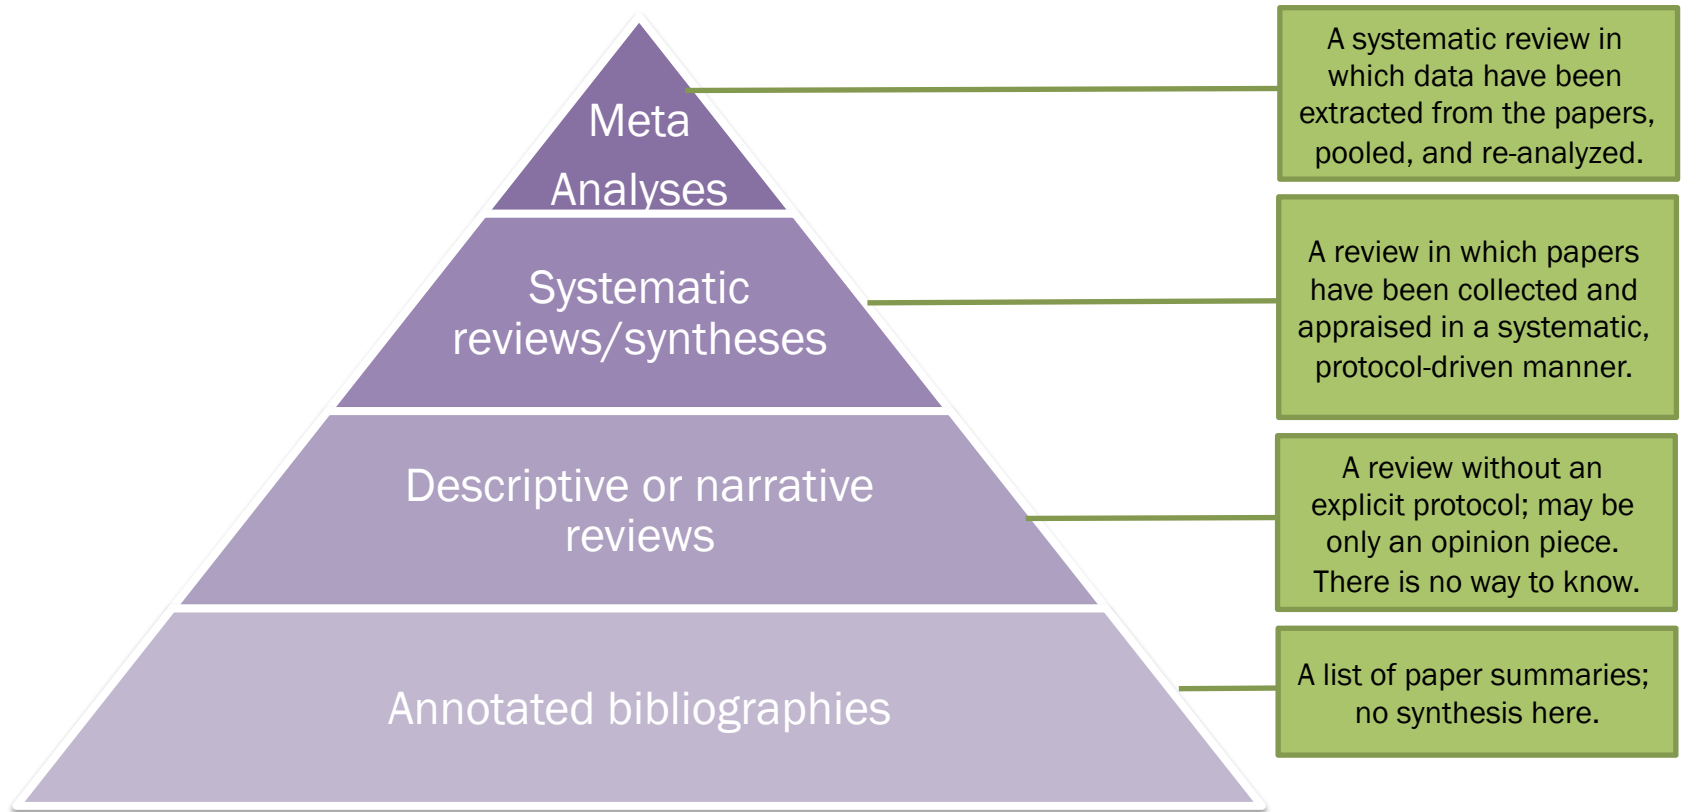 Meta
Analyses
A systematic review in
which data have been
extracted from the papers,
pooled, and re-analyzed.
Systematic
reviews/syntheses
A review in which papers
have been collected and
appraised in a systematic,
protocol-driven manner.
Descriptive or narrative
reviews
A review without an
explicit protocol; may be
only an opinion piece.
There is no way to know.
Annotated bibliographies
A list of paper summaries;
no synthesis here.